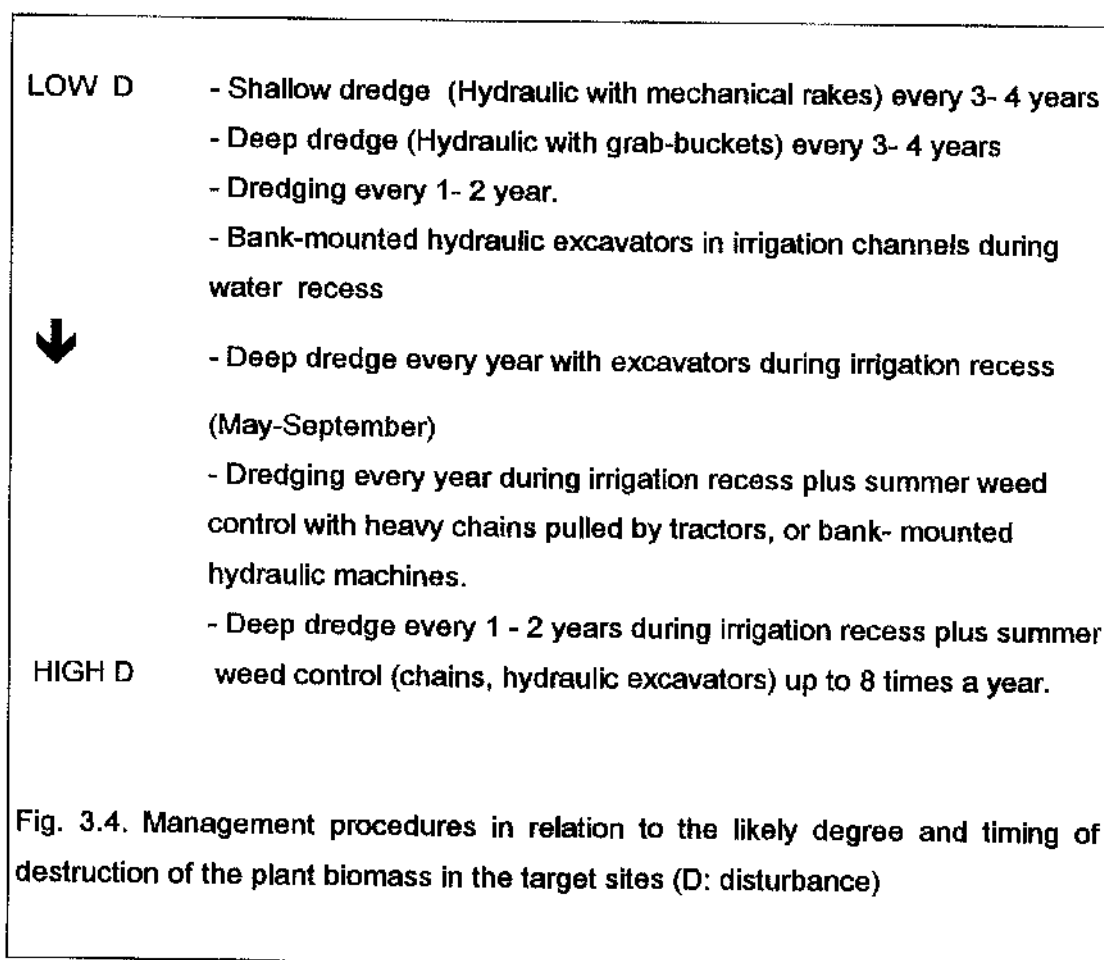 LOW D - Shallow dredge (Hydraulic with mechanical rakes) every 3- 4 years
- Deep dredge (Hydraulic with grab-buckets) every 3- 4 years
- Dredging every 1- 2 year.
- Bank-mounted hydraulic excavators in irrigation channels during
water recess
- Deep dredge every year with excavators during irrigation recess
(May-September)
- Dredging every year during irrigation recess plus summer weed
control with heavy chains pulled by tractors, or bank- mounted
hydraulic machines.
- Deep dredge every 1 - 2 years during irrigation recess plus summer
HIGH D weed control (chains, hydraulic excavators) up to 8 times a year.
Fig. 3.4. Management procedures in relation to the likely degree and timing of
destruction of the plant biomass in the target sites (D: disturbance)